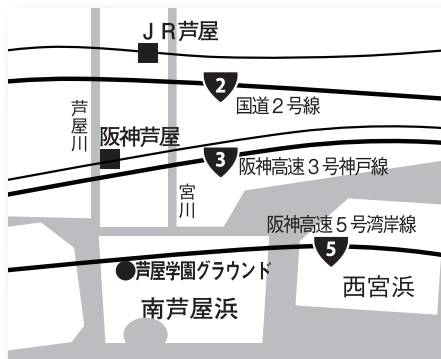 ＪＲ芦屋
2
国道２号線
芦屋川
阪神芦屋
3
阪神高速３号神戸線
宮川
阪神高速５号湾岸線
5
芦屋学園グラウンド
西宮浜
南芦屋浜